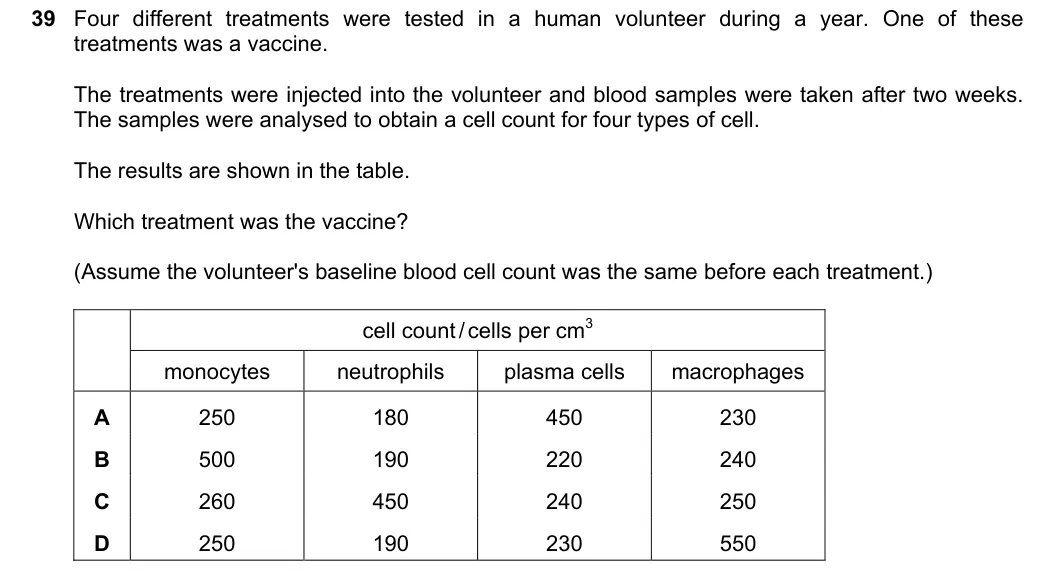 39 Four different treatments were tested in a human volunteer during a year. One of these
treatments was a vaccine.
The treatments were injected into the volunteer and blood samples were taken after two weeks.
The samples were analysed to obtain a cell count for four types of cell.
The results are shown in the table.
Which treatment was the vaccine?
(Assume the volunteer's baseline blood cell count was the same before each treatment.)
cell count / cells per cm³
monocytes neutrophils plasma cells macrophages
A 250 180 450 230
B 500 190 220 240
C 260 450 240 250
D 250 190 230 550